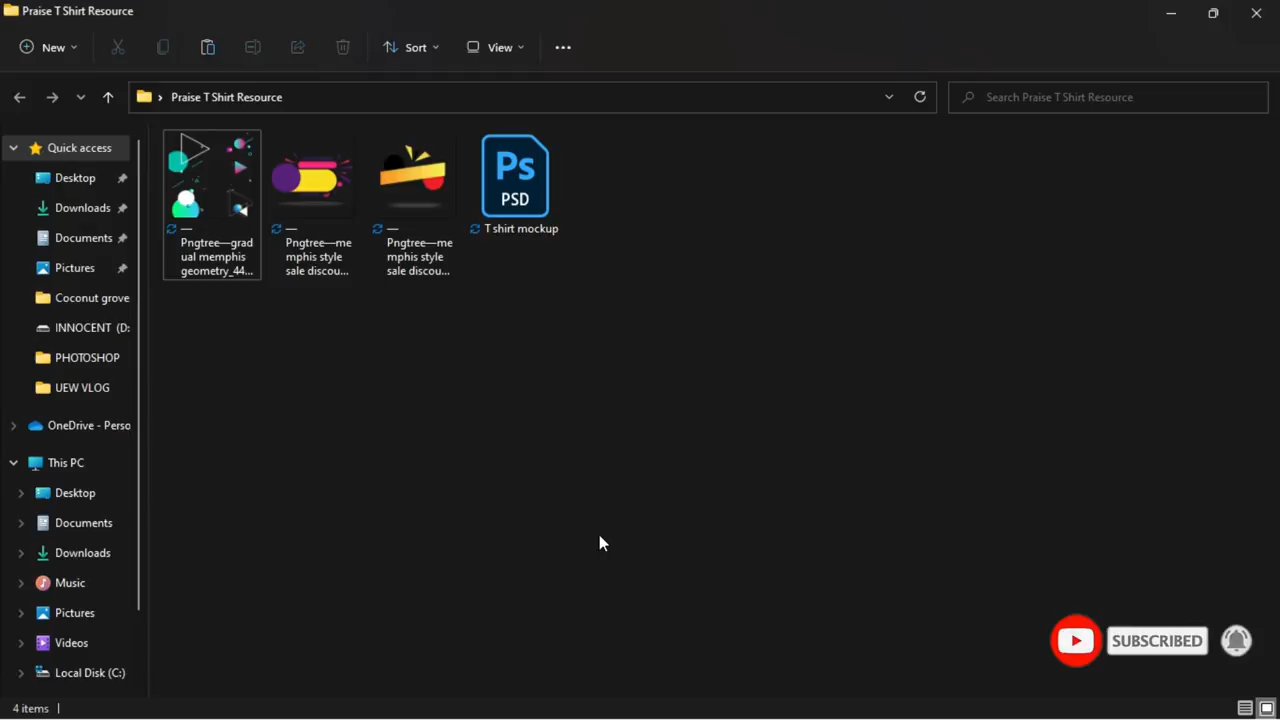 Praise T Shirt Resource
New
Sort
View
Praise T Shirt Resource
Search Praise T Shirt Resource
Quick access
Desktop
Downloads
Documents
Pictures
Coconut grove
INNOCENT (D:
PHOTOSHOP
UEW VLOG
OneDrive - Perso
This PC
Desktop
Documents
Downloads
Music
Pictures
Videos
Local Disk (C:)
—
Pngtree—grad
ual memphis
geometry_44...
—
Pngtree—me
mphis style
sale discou...
—
Pngtree—me
mphis style
sale discou...
Ps
PSD
T shirt mockup
SUBSCRIBED
4 items